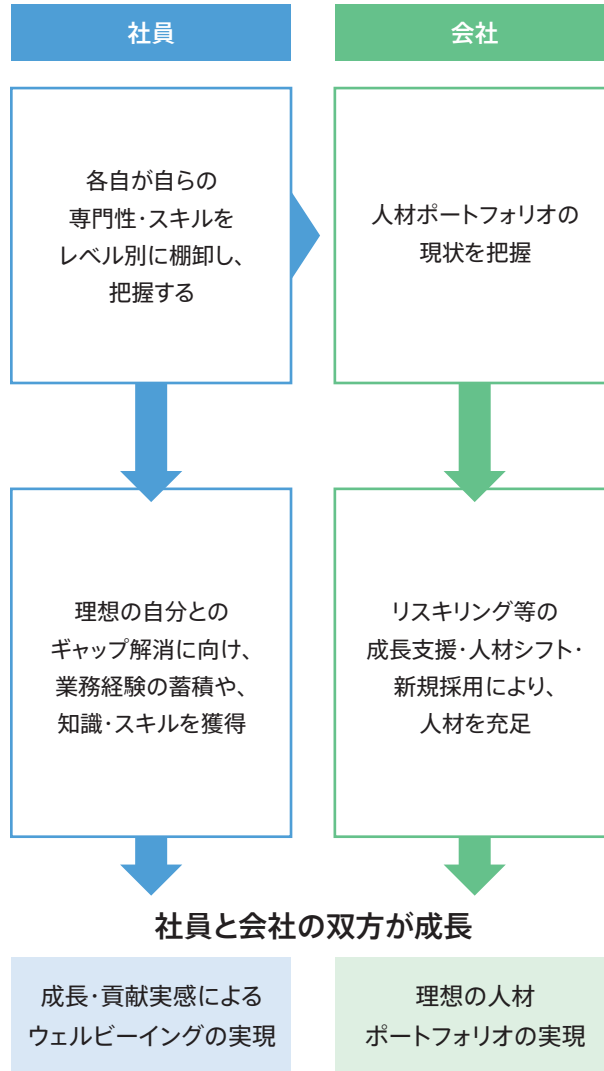 社員
会社
各自が自らの
専門性・スキルを
レベル別に棚卸し、
把握する
人材ポートフォリオの
現状を把握
理想の自分との
ギャップ解消に向け、
業務経験の蓄積や、
知識・スキルを獲得
リスキリング等の
成長支援・人材シフト・
新規採用により、
人材を充足
社員と会社の双方が成長
成長・貢献実感による
ウェルビーイングの実現
理想の人材
ポートフォリオの実現